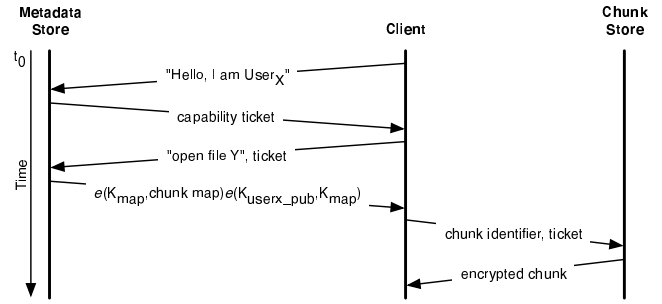 Metadata
Store
Client
Chunk
Store
t0
Time
"Hello, I am UserX"
capability ticket
"open file Y", ticket
e(Kmap,chunk map)e(Kuserx_pub,Kmap)
chunk identifier, ticket
encrypted chunk